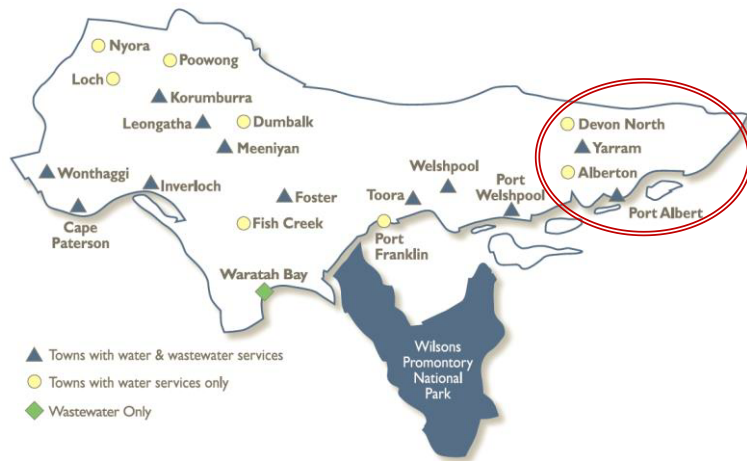 Nyora
Poowong
Loch
Korumburra
Leongatha
Dumbalk
Meeniyan
Devon North
Yarram
Alberton
Port Albert
Wonthaggi
Inverloch
Cape
Paterson
Foster
Fish Creek
Toora
Welshpool
Port
Welshpool
Port
Franklin
Waratah Bay
Wilsons
Promontory
National
Park
Towns with water & wastewater services
Towns with water services only
Wastewater Only